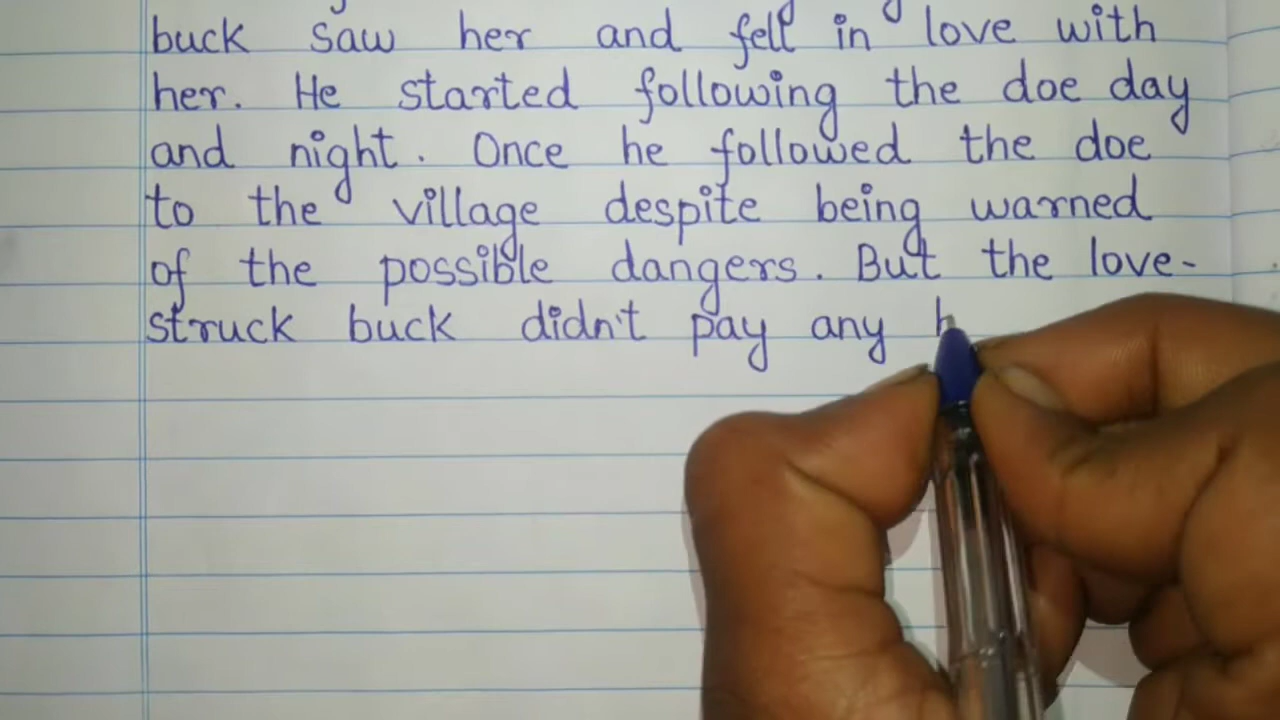 buck saw her and fell in love with
her. He started following the doe day
and night. Once he followed the doe
to the village despite being warned
of the possible dangers. But the love-
struck buck didn't pay any h